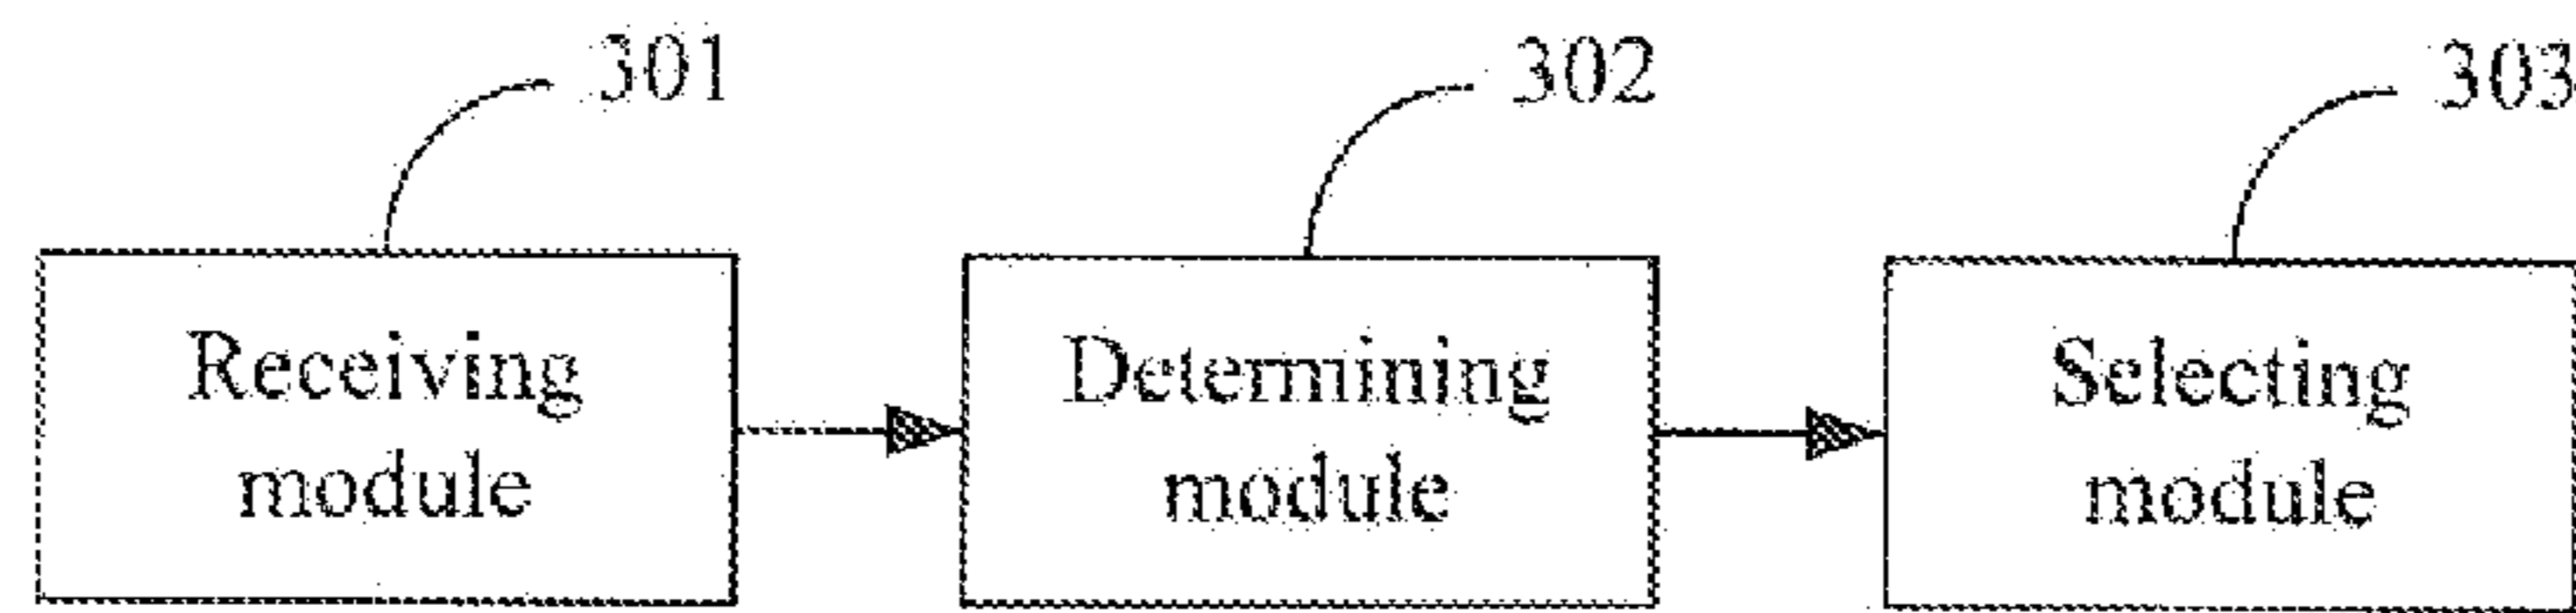 301
302
303
Receiving
module
Determining
module
Selecting
module